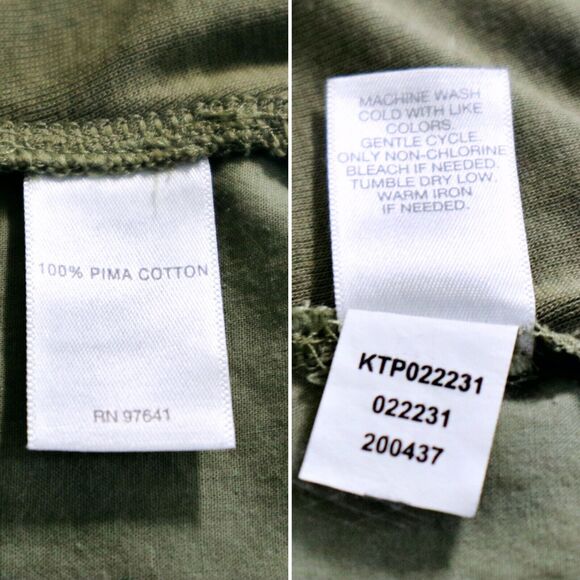 100% PIMA COTTON
RN 97641
MACHINE WASH
COLD WITH LIKE
COLORS.
GENTLE CYCLE.
ONLY NON-CHLORINE
BLEACH IF NEEDED.
TUMBLE DRY LOW.
WARM IRON
IF NEEDED.
KTP022231
022231
200437